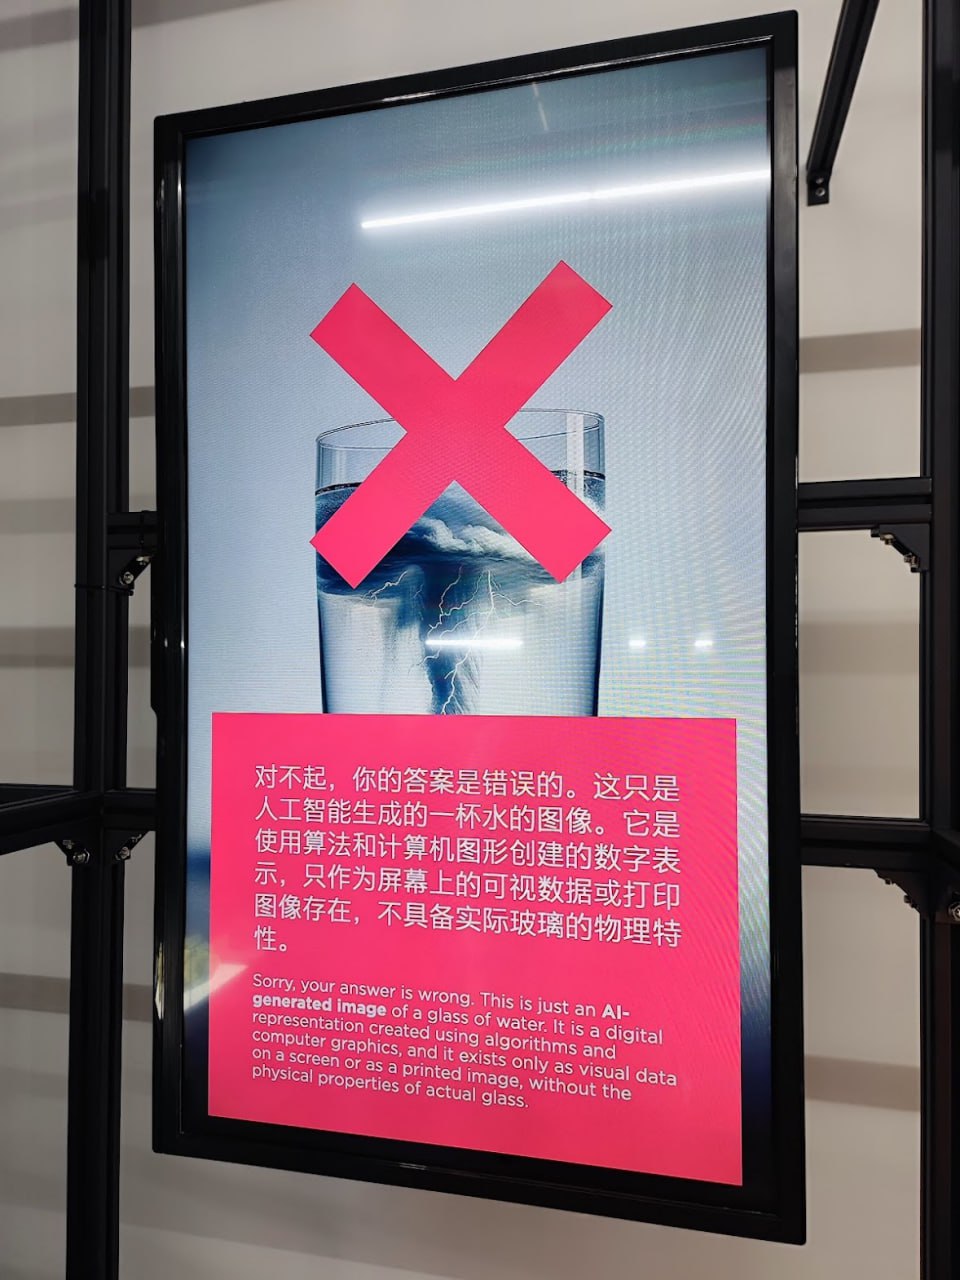 对不起，你的答案是错误的。这只是
人工智能生成的一杯水的图像。它是
使用算法和计算机图形创建的数字表
示，只作为屏幕上的可视数据或打印
图像存在，不具备实际玻璃的物理特
性。
Sorry, your answer is wrong. This is just an AI-
generated image of a glass of water. It is a digital
representation created using algorithms and
computer graphics, and it exists only as visual data
on a screen or as a printed image, without the
physical properties of actual glass.